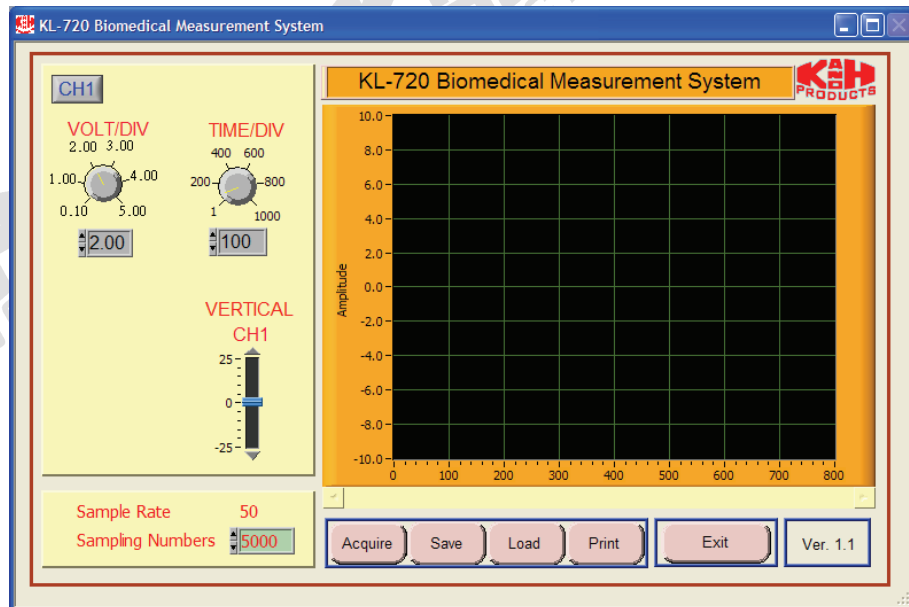 KL-720 Biomedical Measurement System
CH1
VOLT/DIV
2.00 3.00
1.00 4.00
0.10 5.00
2.00
TIME/DIV
400 600
200 800
1 1000
100
VERTICAL
CH1
25
0
-25
Sample Rate 50
Sampling Numbers 5000
KL-720 Biomedical Measurement System
K AND H
PRODUCTS
Amplitude
10.0
8.0
6.0
4.0
2.0
0.0
-2.0
-4.0
-6.0
-8.0
-10.0
0 100 200 300 400 500 600 700 800
Acquire Save Load Print Exit Ver. 1.1